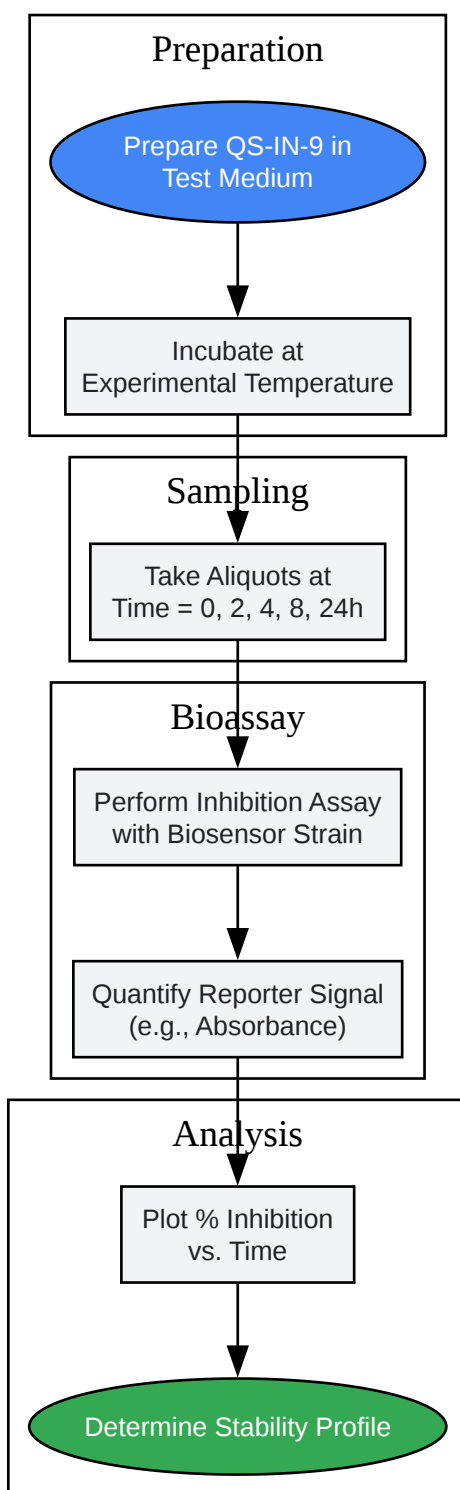 Preparation
Prepare QS-IN-9 in
Test Medium
Incubate at
Experimental Temperature
Sampling
Take Aliquots at
Time = 0, 2, 4, 8, 24h
Bioassay
Perform Inhibition Assay
with Biosensor Strain
Quantify Reporter Signal
(e.g., Absorbance)
Analysis
Plot % Inhibition
vs. Time
Determine Stability Profile